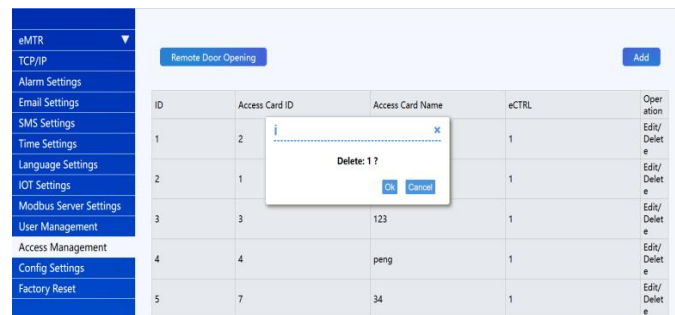 eMTR ▼
TCP/IP
Alarm Settings
Email Settings
SMS Settings
Time Settings
Language Settings
IOT Settings
Modbus Server Settings
User Management
Access Management
Config Settings
Factory Reset
Remote Door Opening
Add
ID Access Card ID Access Card Name eCTRL Oper
ation
1 2 1 Edit/
Delet
e
2 1 1 Edit/
Delet
e
3 3 123 1 Edit/
Delet
e
4 4 peng 1 Edit/
Delet
e
5 7 34 1 Edit/
Delet
e
i ×
Delete: 1 ?
Ok Cancel